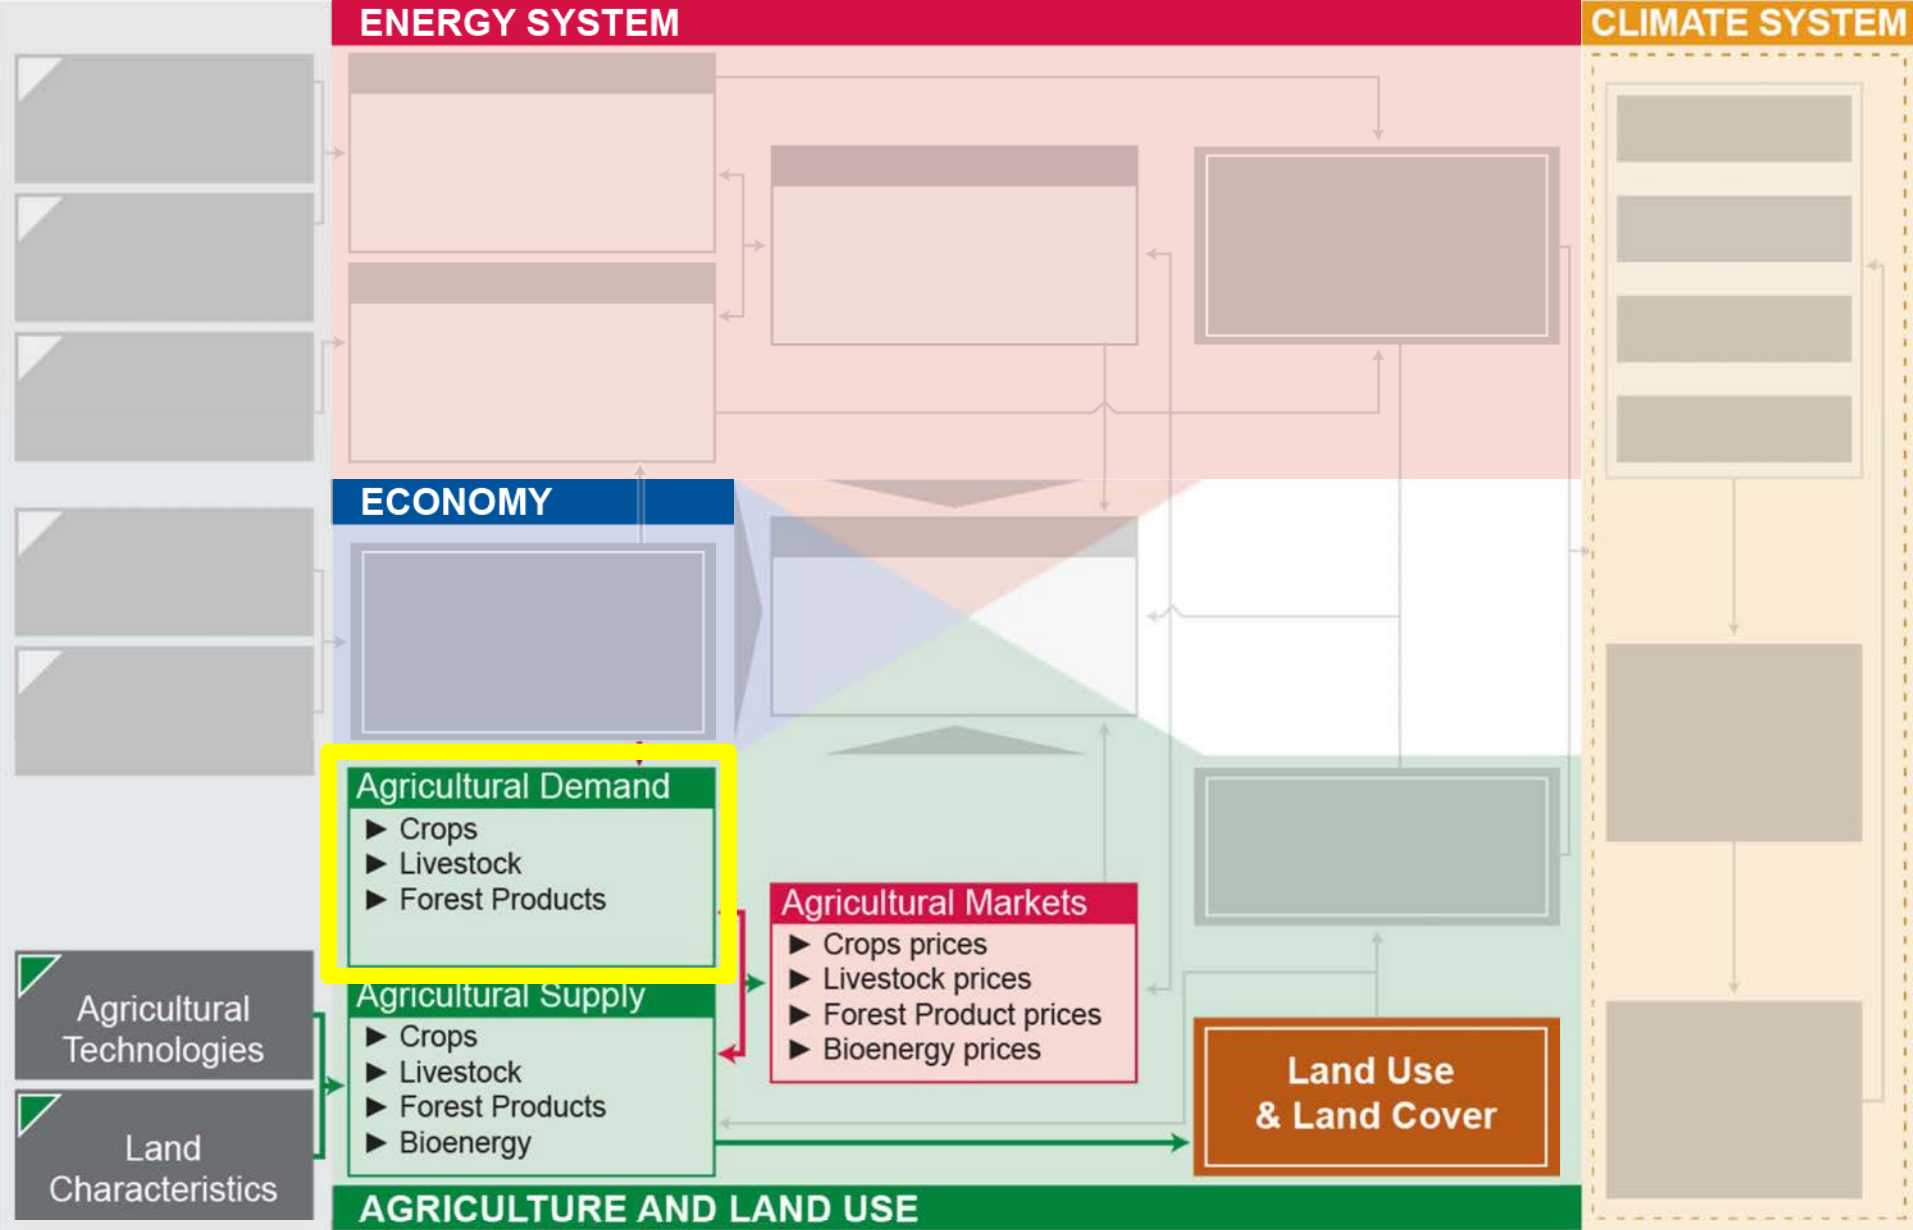 ENERGY SYSTEM
CLIMATE SYSTEM
ECONOMY
Agricultural Demand
► Crops
► Livestock
► Forest Products
Agricultural Supply
► Crops
► Livestock
► Forest Products
► Bioenergy
Agricultural Markets
► Crops prices
► Livestock prices
► Forest Product prices
► Bioenergy prices
Agricultural
Technologies
Land
Characteristics
Land Use
& Land Cover
AGRICULTURE AND LAND USE